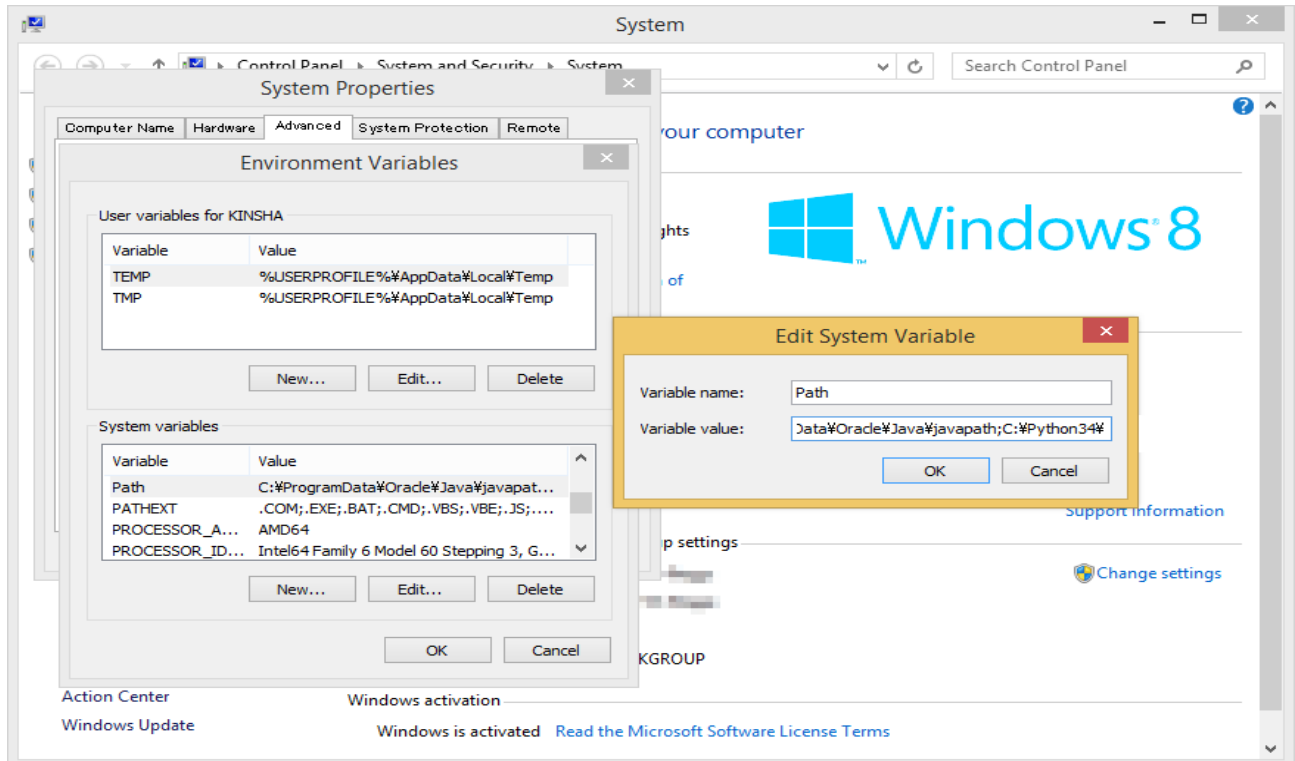 System
Control Panel ▸ System and Security ▸ System
Search Control Panel
System Properties
Computer Name Hardware Advanced System Protection Remote
your computer
Environment Variables
User variables for KINSHA
Variable Value
TEMP %USERPROFILE%¥AppData¥Local¥Temp
TMP %USERPROFILE%¥AppData¥Local¥Temp
New... Edit... Delete
ghts
Windows 8
of
Edit System Variable
Variable name: Path
Variable value: Data¥Oracle¥Java¥javapath;C:¥Python34¥
OK Cancel
System variables
Variable Value
Path C:¥ProgramData¥Oracle¥Java¥javapat...
PATHEXT .COM;.EXE;.BAT;.CMD;.VBS;.VBE;.JS;....
PROCESSOR_A... AMD64
PROCESSOR_ID... Intel64 Family 6 Model 60 Stepping 3, G...
New... Edit... Delete
OK Cancel
Support Information
p settings
Change settings
KGROUP
Action Center
Windows Update
Windows activation
Windows is activated Read the Microsoft Software License Terms